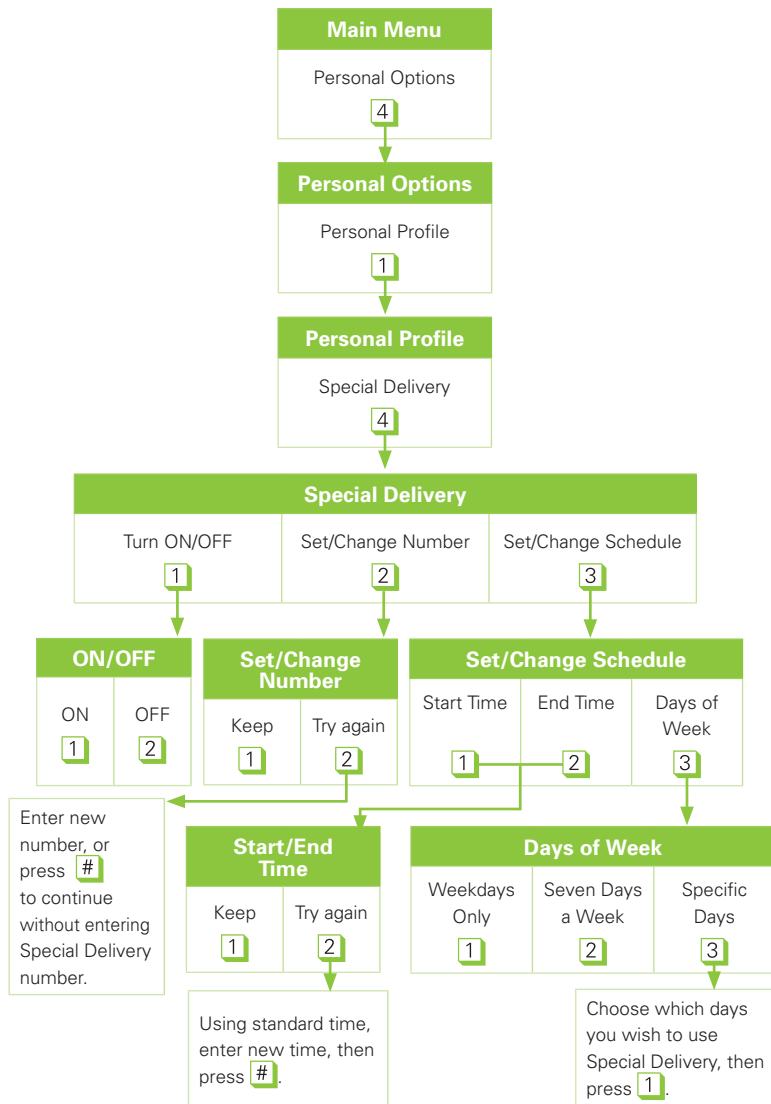 Main Menu
Personal Options
4
Personal Options
Personal Profile
1
Personal Profile
Special Delivery
4
Special Delivery
Turn ON/OFF
1
Set/Change Number
2
Set/Change Schedule
3
ON/OFF
ON
1
OFF
2
Set/Change
Number
Keep
1
Try again
2
Enter new
number, or
press #
to continue
without entering
Special Delivery
number.
Set/Change Schedule
Start Time
1
End Time
2
Days of
Week
3
Start/End
Time
Keep
1
Try again
2
Using standard time,
enter new time, then
press #.
Days of Week
Weekdays
Only
1
Seven Days
a Week
2
Specific
Days
3
Choose which days
you wish to use
Special Delivery, then
press 1.